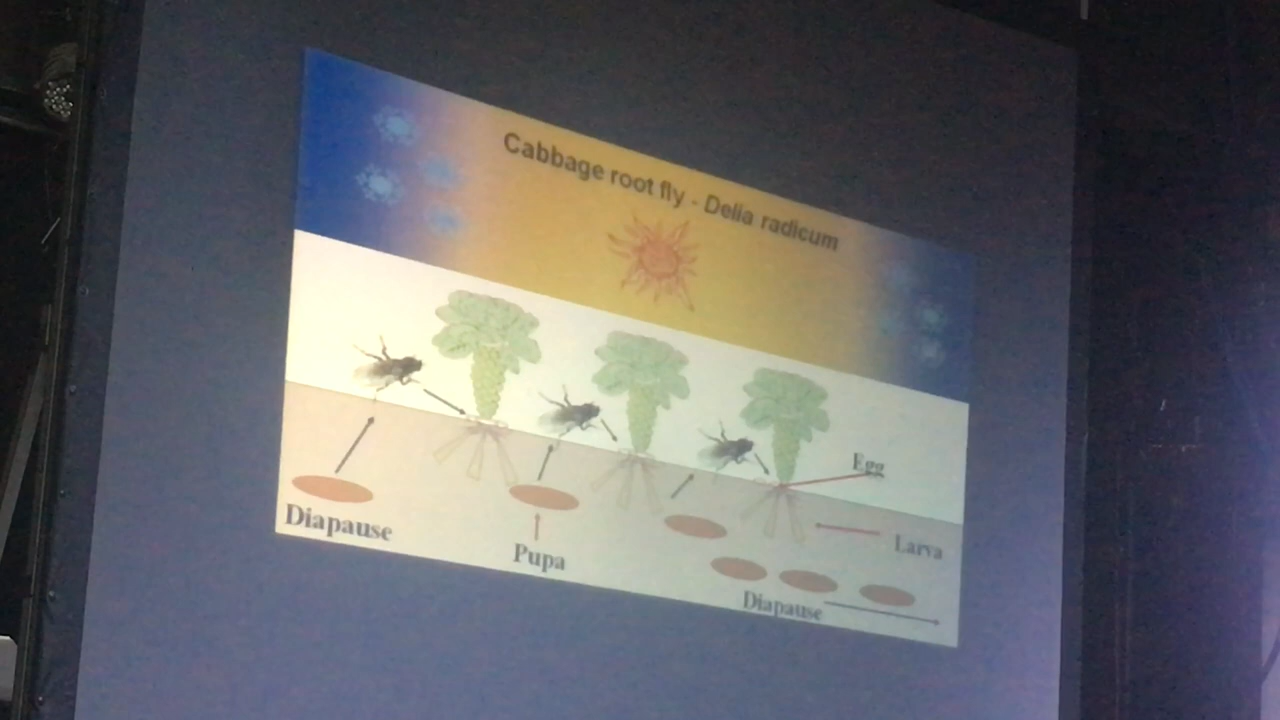 Cabbage root fly - Delia radicum
Egg
Diapause
Pupa
Larva
Diapause